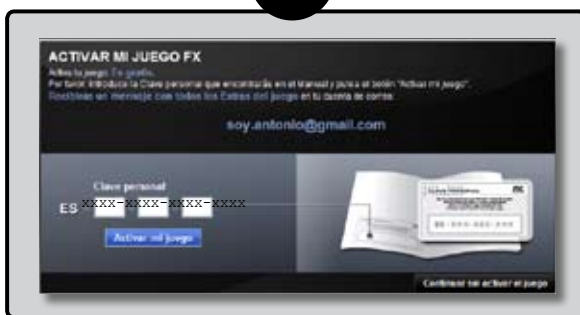 ACTIVAR MI JUEGO FX
Activa tu juego. Es gratis.
Por favor, introduce la Clave personal que encontrarás en el Manual y pulsa el botón "Activar mi juego".
Recibirás un mensaje con todos los Extras del juego en tu cuenta de correo:
soy.antonio@gmail.com
Clave personal
ES xxxx-xxxx-xxxx-xxxx
Activar mi juego
CLAVE PERSONAL
FX
Continuar sin activar el juego